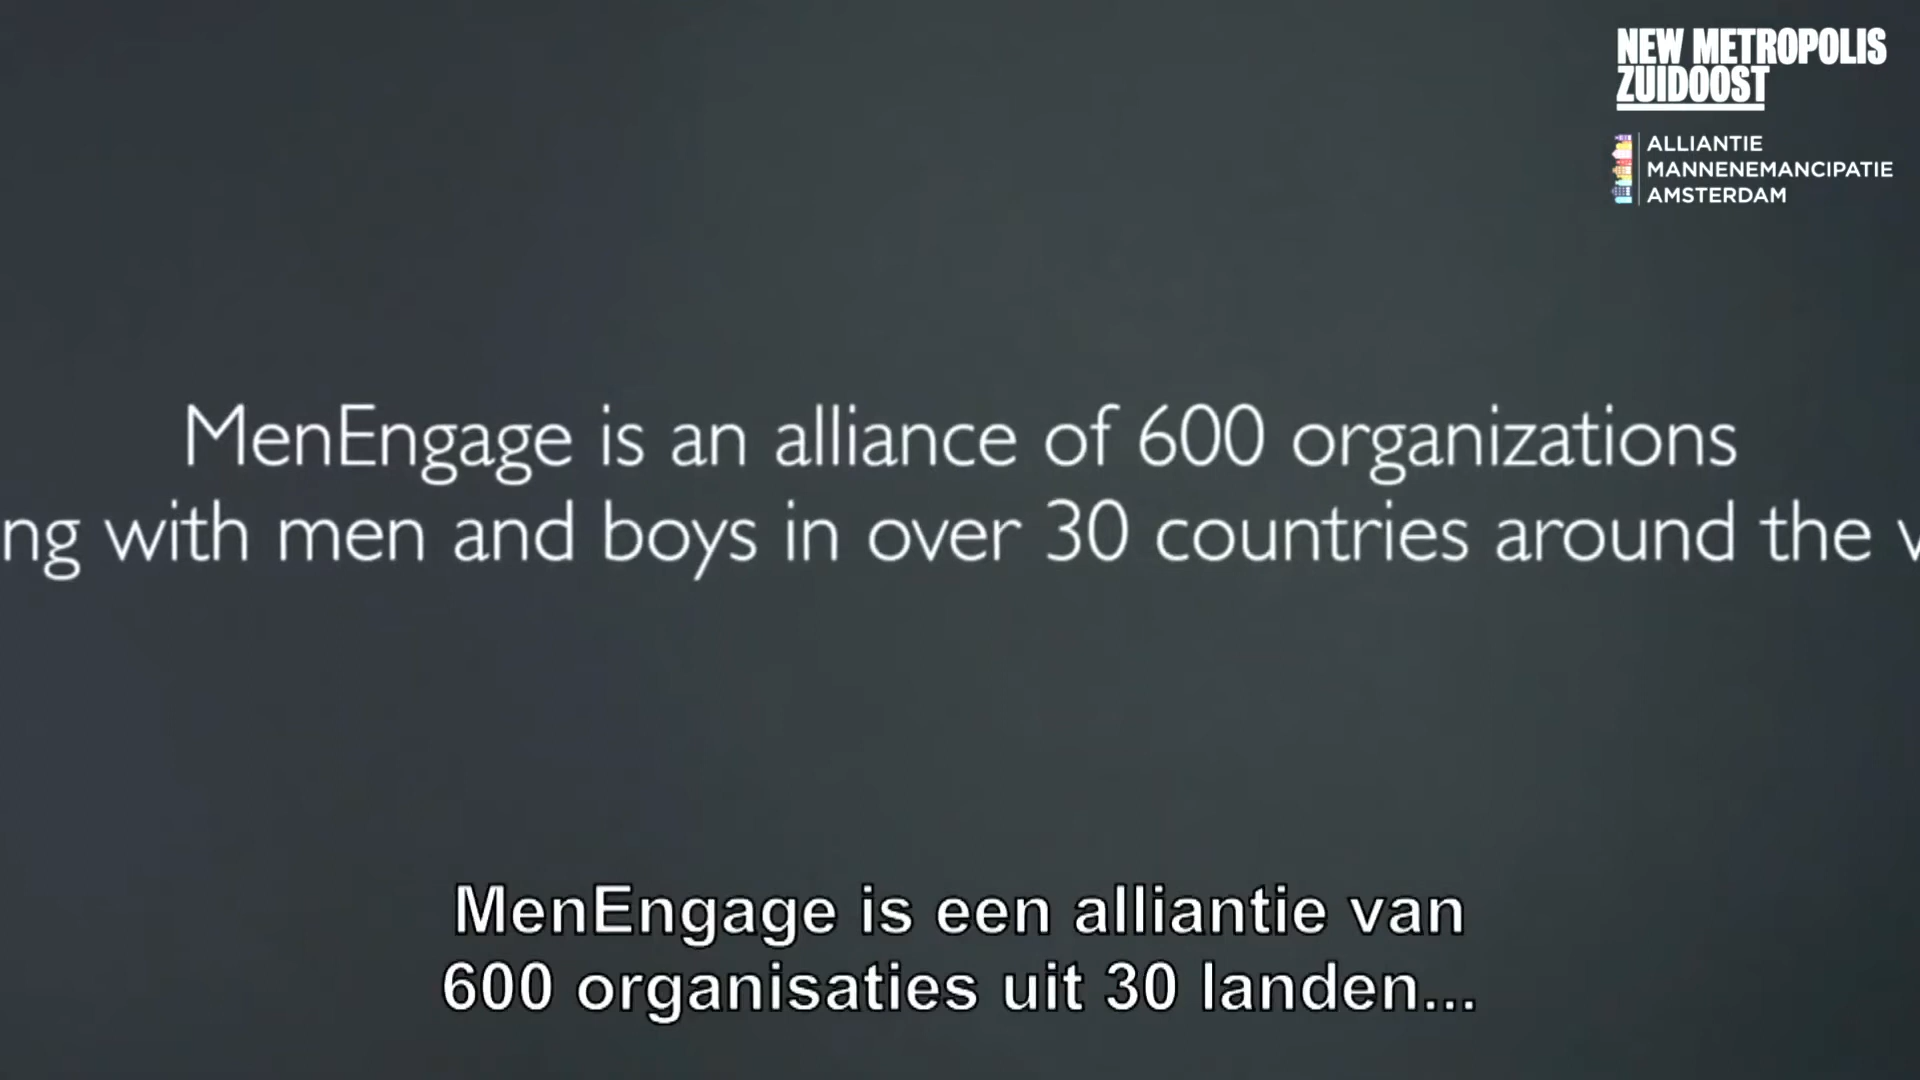 NEW METROPOLIS
ZUIDOOST
ALLIANTIE
MANNENEMANCIPATIE
AMSTERDAM
MenEngage is an alliance of 600 organizations
ng with men and boys in over 30 countries around the
MenEngage is een alliantie van
600 organisaties uit 30 landen...